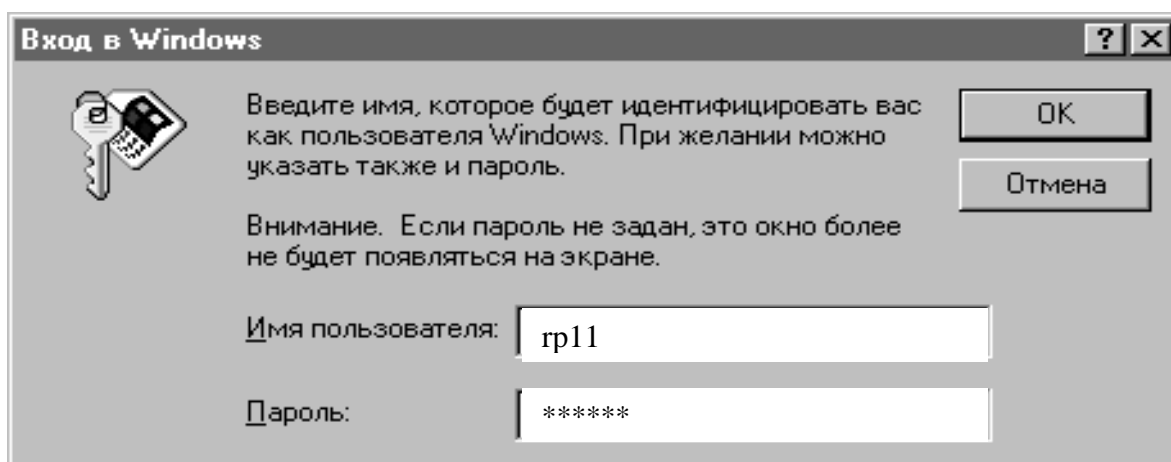 Вход в Windows
Введите имя, которое будет идентифицировать вас
как пользователя Windows. При желании можно
указать также и пароль.
Внимание. Если пароль не задан, это окно более
не будет появляться на экране.
OK
Отмена
Имя пользователя: rp11
Пароль: ******